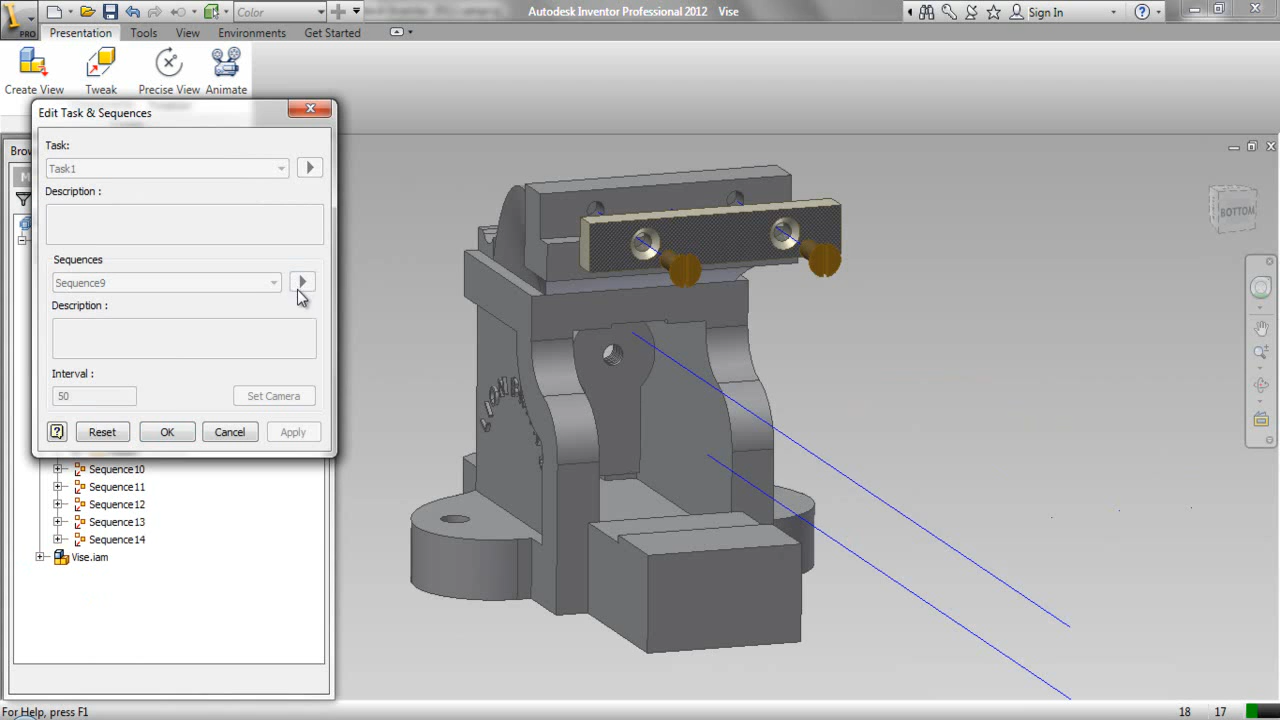 Color
Autodesk Inventor Professional 2012 Vise
Sign In
PRO
Presentation Tools View Environments Get Started
Create View Tweak Precise View Animate
Edit Task & Sequences
Task:
Task1
Description :
Sequences
Sequence9
Description :
Interval :
50 Set Camera
Reset OK Cancel Apply
Sequence10
Sequence11
Sequence12
Sequence13
Sequence14
Vise.iam
BOTTOM
For Help, press F1
18 17